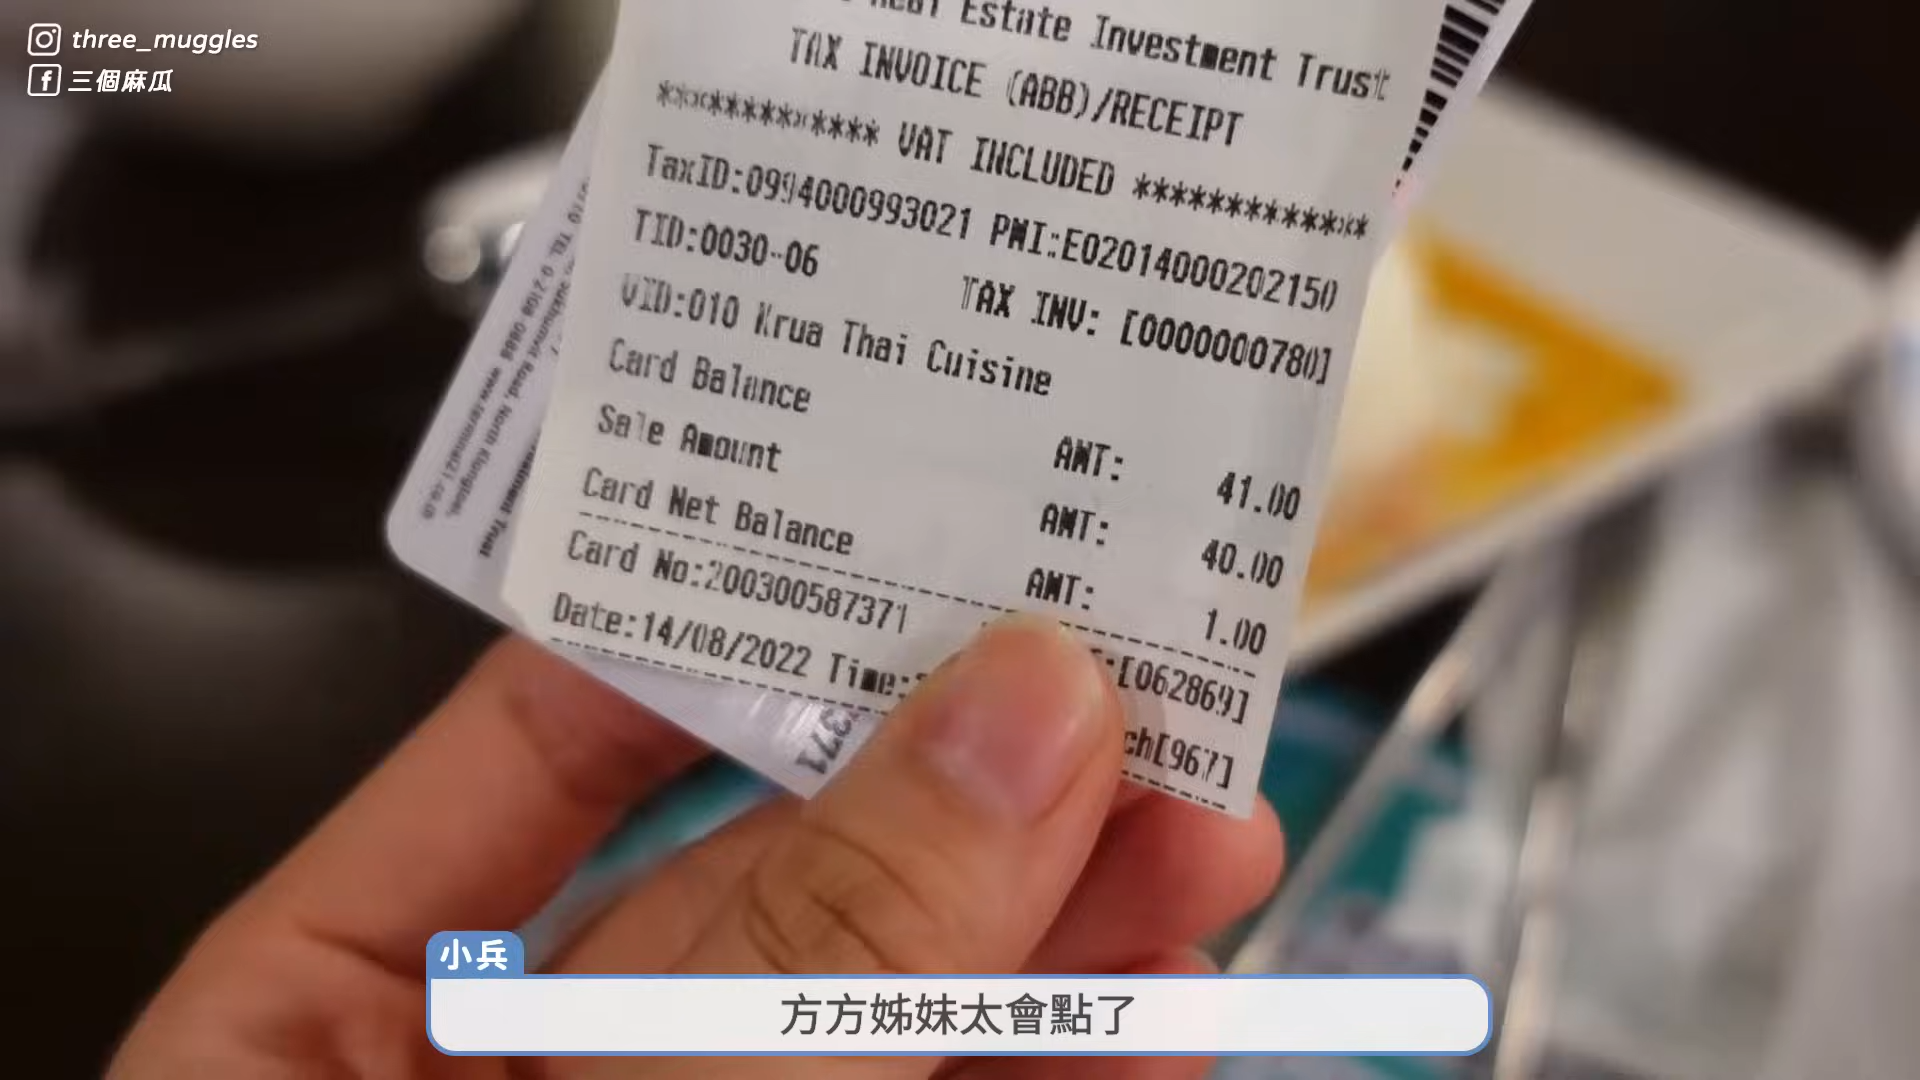 three_muggles
三個麻瓜
Real Estate Investment Trust
TAX INVOICE (ABB)/RECEIPT
************* VAT INCLUDED *************
TaxID:0994000993021 PMI:E02014000202150
TID:0030-06 TAX INV: [0000000780]
VID:010 Krua Thai Cuisine
Card Balance AMT: 41.00
Sale Amount AMT: 40.00
Card Net Balance AMT: 1.00
Card No:200300587371 :[062869]
Date:14/08/2022 Time: ch[967]
371
小兵
方方姊妹太會點了